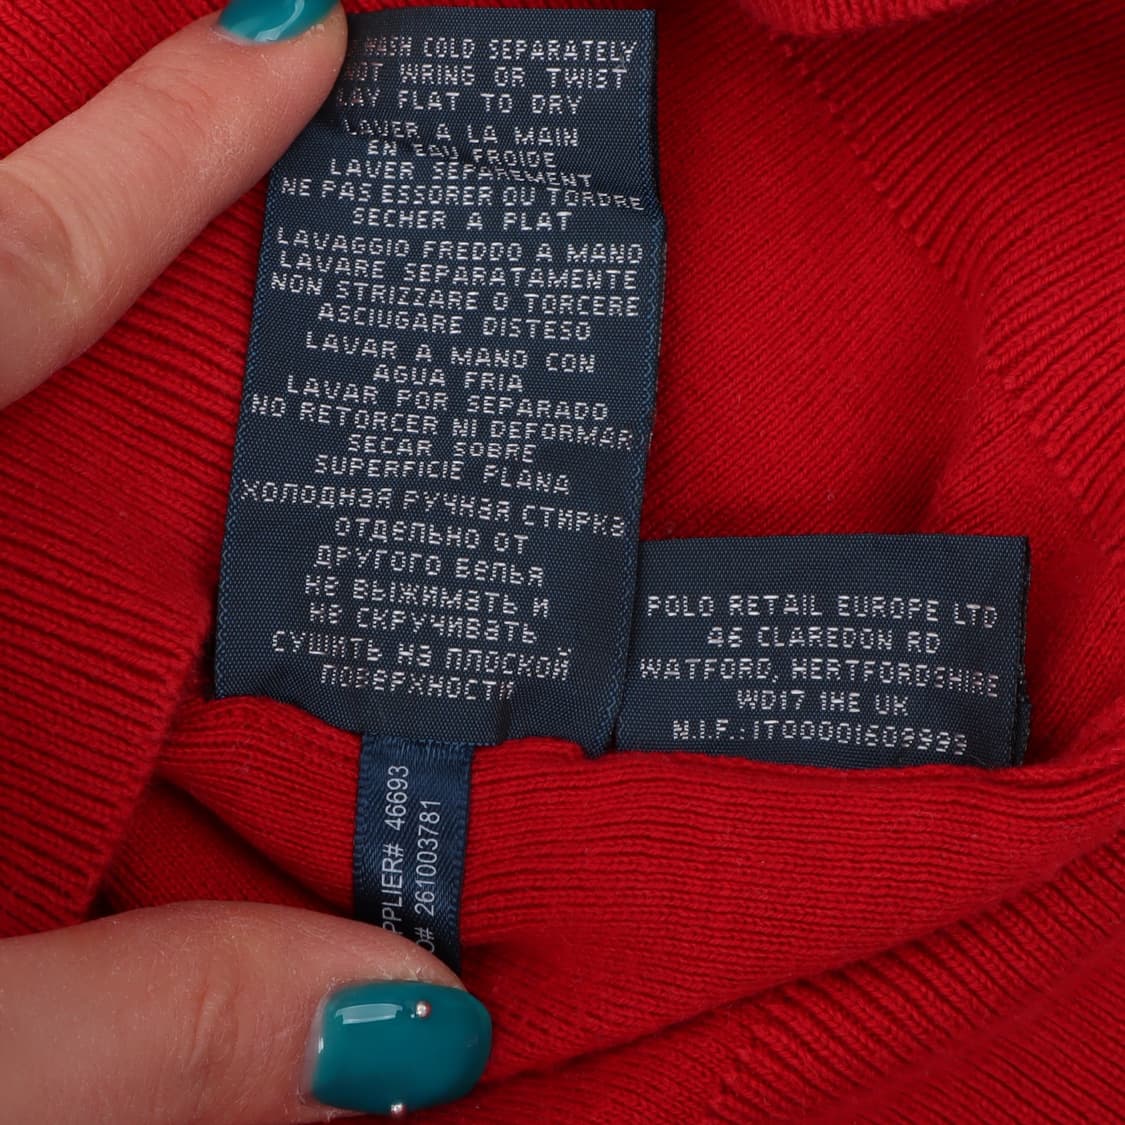 WASH COLD SEPARATELY
WRING OR TWIST
LAY FLAT TO DRY
LAVER A LA MAIN
EN EAU FROIDE
LAVER SEPAREMENT
NE PAS ESSORER OU TORDRE
SECHER A PLAT
LAVAGGIO FREDDO A MANO
LAVARE SEPARATAMENTE
NON STRIZZARE O TORCERE
ASCIUGARE DISTESO
LAVAR A MANO CON
AGUA FRIA
LAVAR POR SEPARADO
NO RETORCER NI DEFORMAR
SECAR SOBRE
SUPERFICIE PLANA
ХОЛОДНАЯ РУЧНАЯ СТИРКА
ОТДЕЛЬНО ОТ
ДРУГОГО БЕЛЬЯ
НЕ ВЫЖИМАТЬ И
НЕ СКРУЧИВАТЬ
СУШИТЬ НА ПЛОСКОЙ
ПОВЕРХНОСТИ
POLO RETAIL EUROPE LTD
46 CLAREDON RD
WATFORD, HERTFORDSHIRE
WD17 1HE UK
N.I.F.: IT00001609999
PPLIER# 46693
O# 261003781